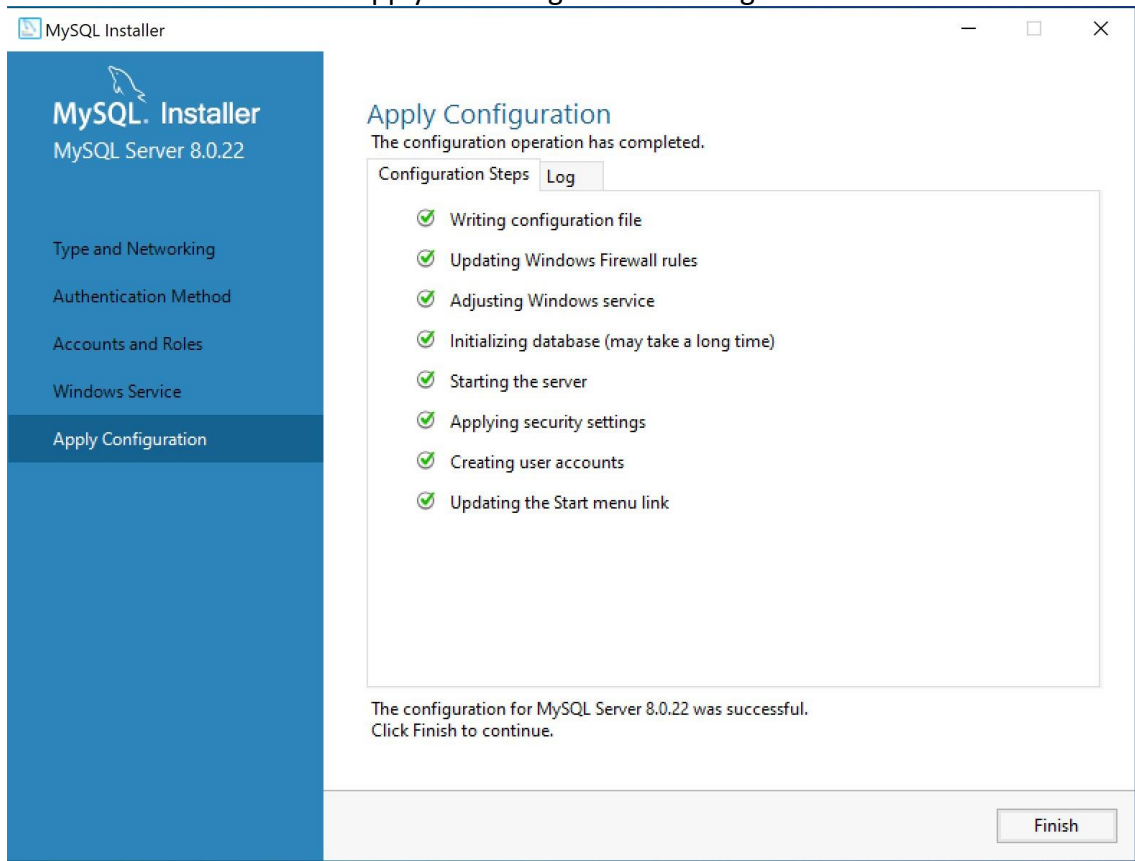 MySQL Installer
MySQL. Installer
MySQL Server 8.0.22
Type and Networking
Authentication Method
Accounts and Roles
Windows Service
Apply Configuration
Apply Configuration
The configuration operation has completed.
Configuration Steps Log
Writing configuration file
Updating Windows Firewall rules
Adjusting Windows service
Initializing database (may take a long time)
Starting the server
Applying security settings
Creating user accounts
Updating the Start menu link
The configuration for MySQL Server 8.0.22 was successful.
Click Finish to continue.
Finish